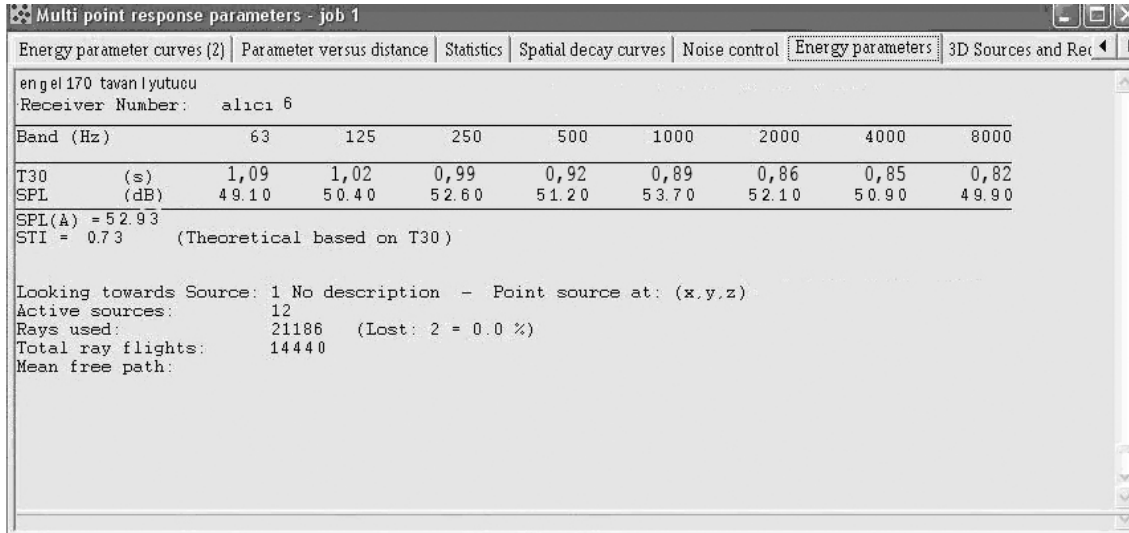 Multi point response parameters - job 1
Energy parameter curves (2) Parameter versus distance Statistics Spatial decay curves Noise control Energy parameters 3D Sources and Rec
engel 170 tavan I yutucu
Receiver Number: alıcı 6
Band (Hz) 63 125 250 500 1000 2000 4000 8000
T30 (s) 1,09 1,02 0,99 0,92 0,89 0,86 0,85 0,82
SPL (dB) 49.10 50.40 52.60 51.20 53.70 52.10 50.90 49.90
SPL(A) = 52.93
STI = 0.73 (Theoretical based on T30)
Looking towards Source: 1 No description - Point source at: (x,y,z)
Active sources: 12
Rays used: 21186 (Lost: 2 = 0.0 %)
Total ray flights: 14440
Mean free path: